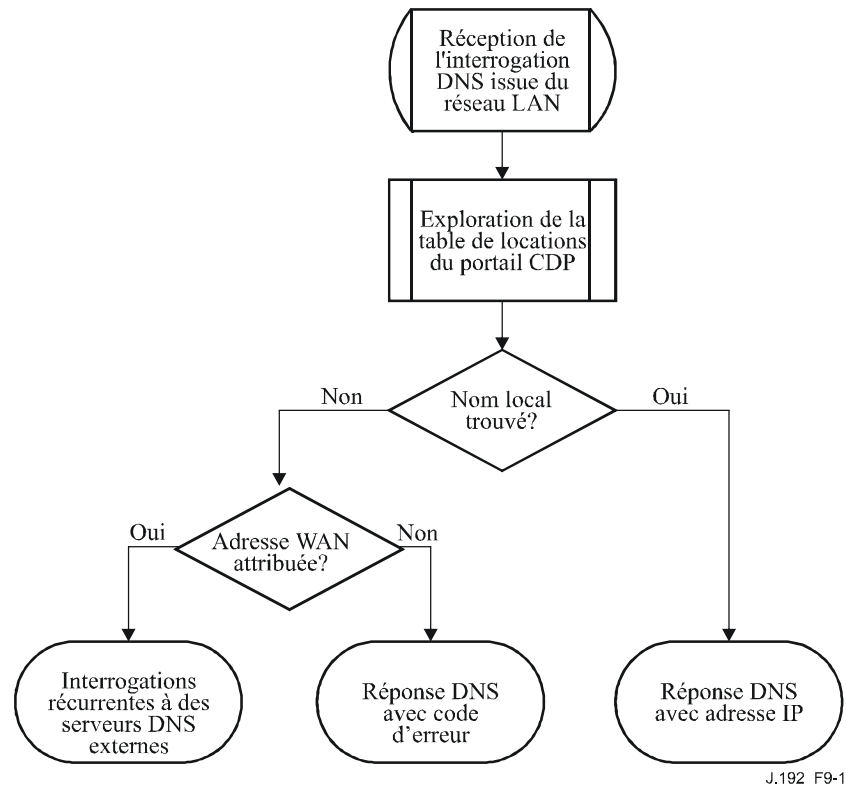 Réception de
l'interrogation
DNS issue du
réseau LAN
Exploration de la
table de locations
du portail CDP
Nom local
trouvé?
Non
Oui
Adresse WAN
attribuée?
Oui
Non
Interrogations
récurrentes à des
serveurs DNS
externes
Réponse DNS
avec code
d'erreur
Réponse DNS
avec adresse IP
J.192 F9-1